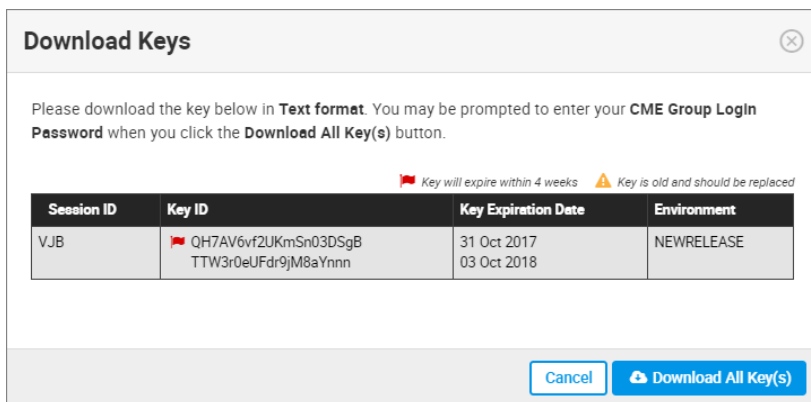 Download Keys
Please download the key below in Text format. You may be prompted to enter your CME Group Login
Password when you click the Download All Key(s) button.
Key will expire within 4 weeks Key is old and should be replaced
Session ID Key ID Key Expiration Date Environment
VJB QH7AV6vf2UKmSn03DSgB 31 Oct 2017 NEWRELEASE
TTW3r0eUFdr9jM8aYnnn 03 Oct 2018
Cancel Download All Key(s)